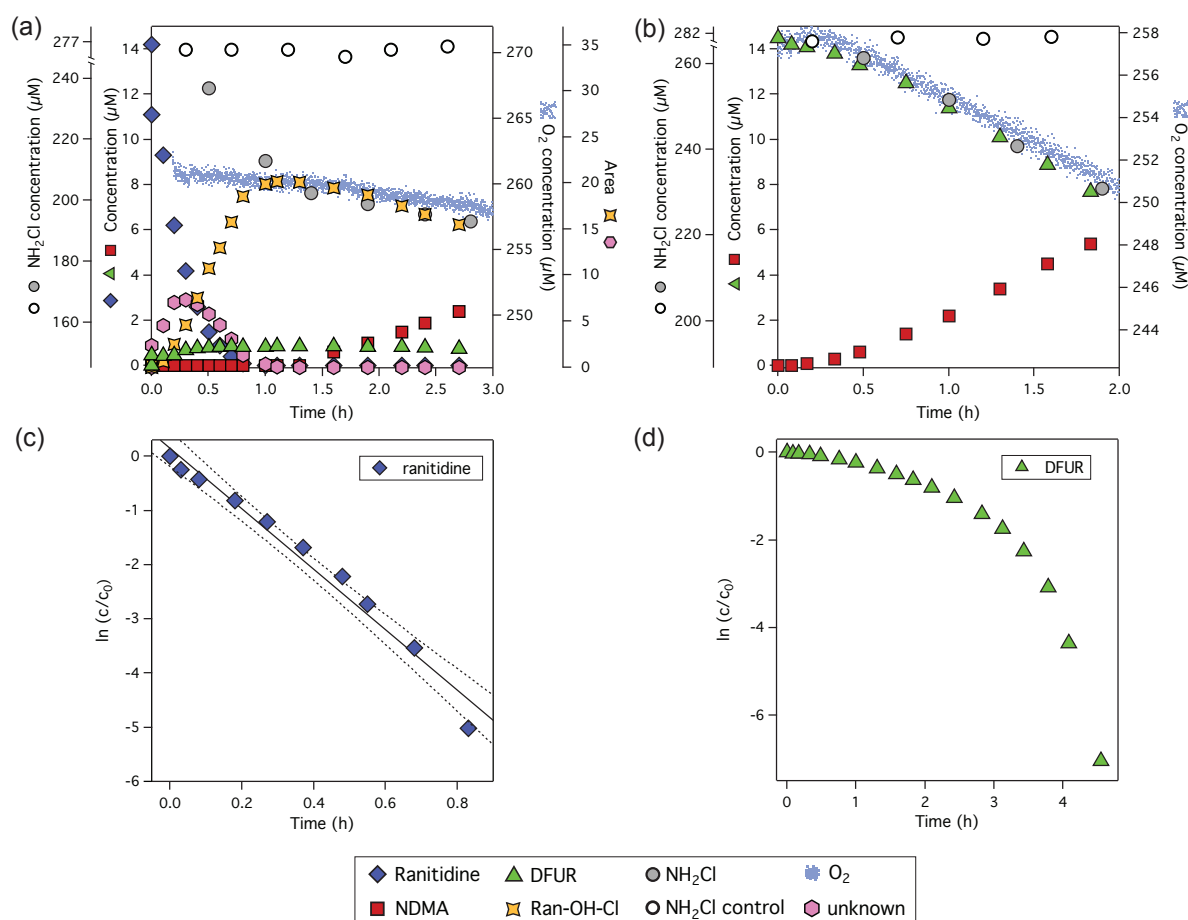 (a)
NH2Cl concentration (μM)
277
240
220
200
180
160
Concentration (μM)
14
12
10
8
6
4
2
0
0.0 0.5 1.0 1.5 2.0 2.5 3.0
Time (h)
270
265
260
255
250
O2 concentration (μM)
35
30
25
20
15
10
5
0
Area
(b)
NH2Cl concentration (μM)
282
260
240
220
200
Concentration (μM)
14
12
10
8
6
4
2
0
0.0 0.5 1.0 1.5 2.0
Time (h)
258
256
254
252
250
248
246
244
O2 concentration (μM)
(c)
ln (c/c0)
0
-1
-2
-3
-4
-5
-6
ranitidine
0.0 0.2 0.4 0.6 0.8
Time (h)
(d)
ln (c/c0)
0
-2
-4
-6
DFUR
0 1 2 3 4
Time (h)
Ranitidine DFUR NH2Cl O2
NDMA Ran-OH-Cl NH2Cl control unknown